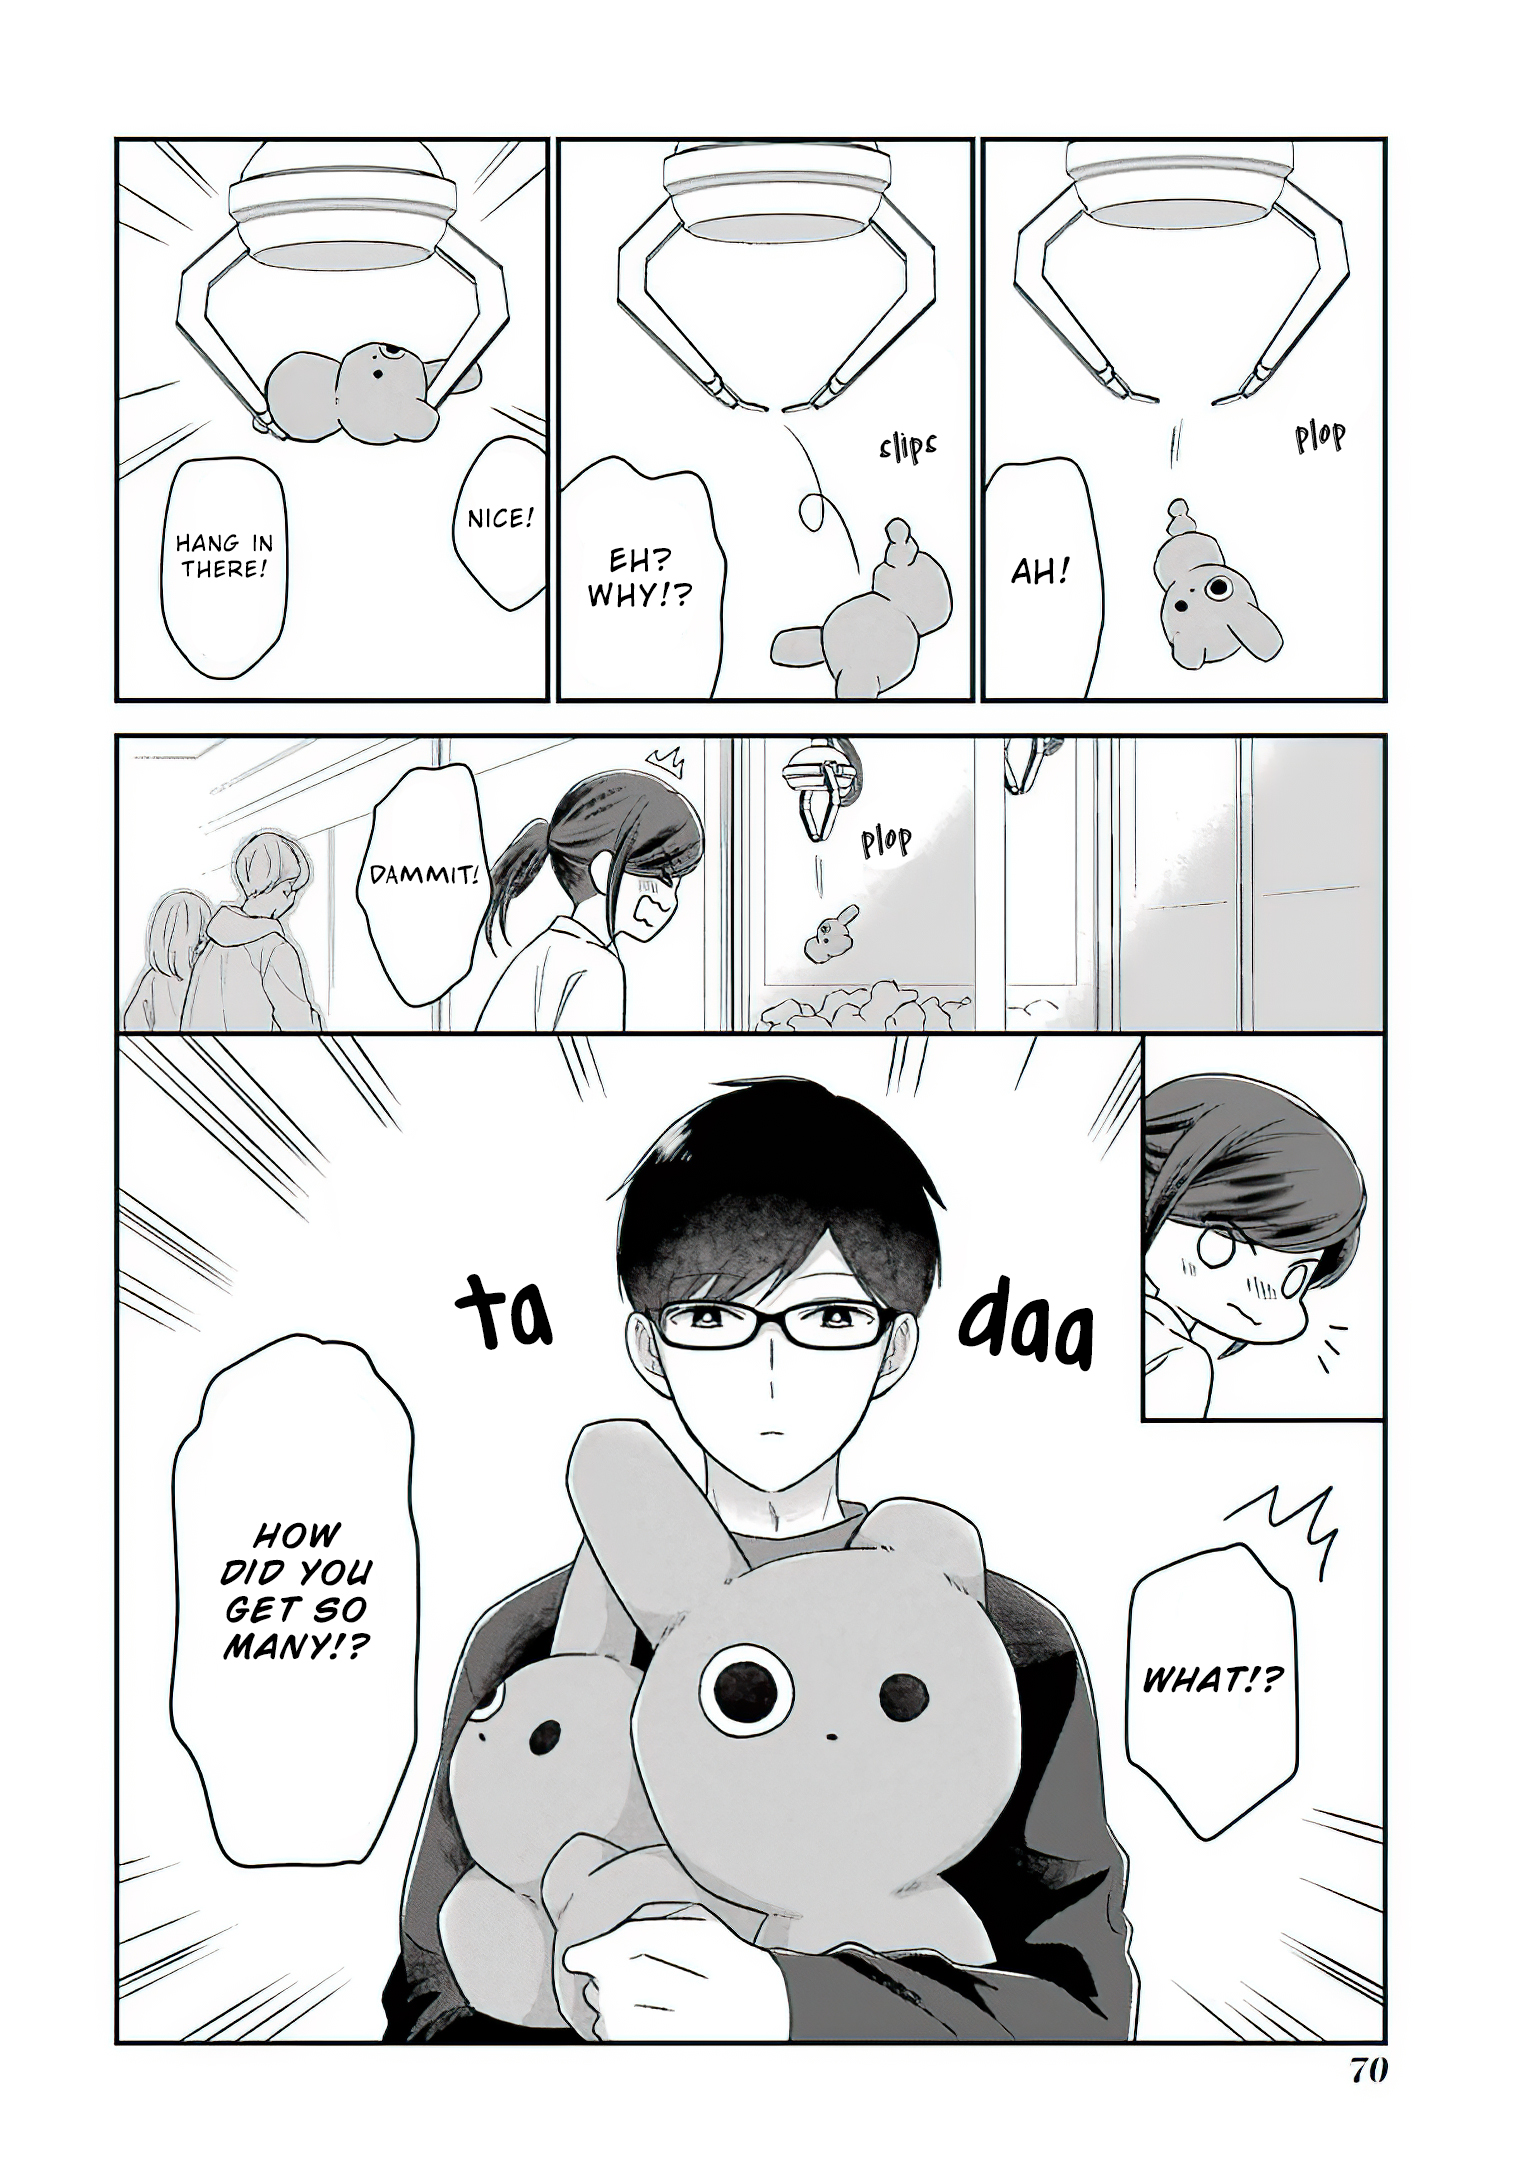 plop
AH!
slips
EH?
WHY!?
NICE!
HANG IN
THERE!
plop
DAMMIT!
ta
daa
WHAT!?
HOW
DID YOU
GET SO
MANY!?
70